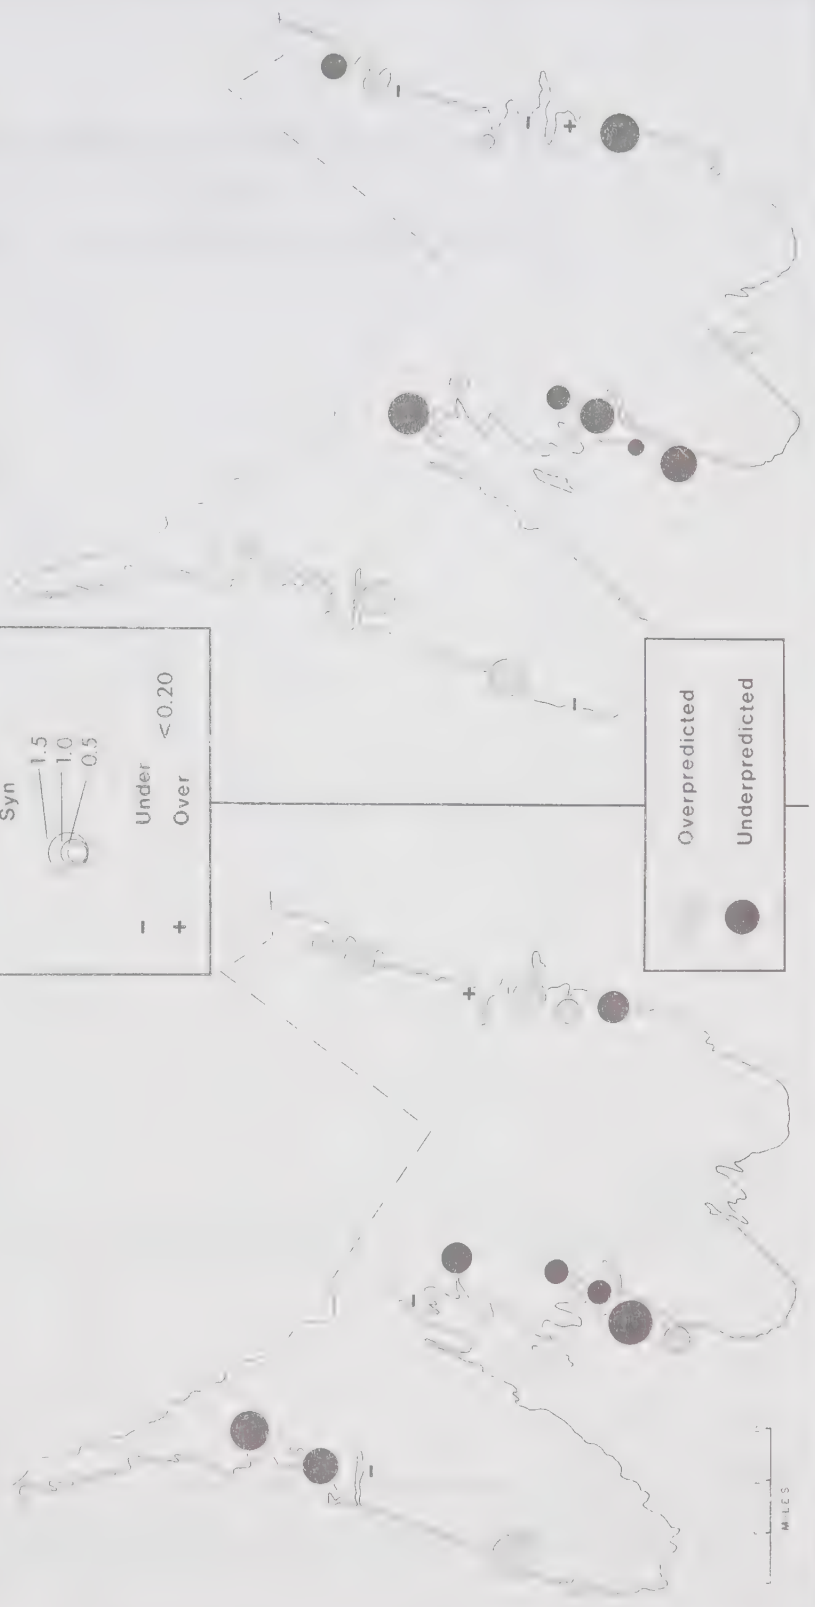 Syn
1.5
1.0
0.5
- Under
+ Over
<0.20
Overpredicted
Underpredicted
MILES